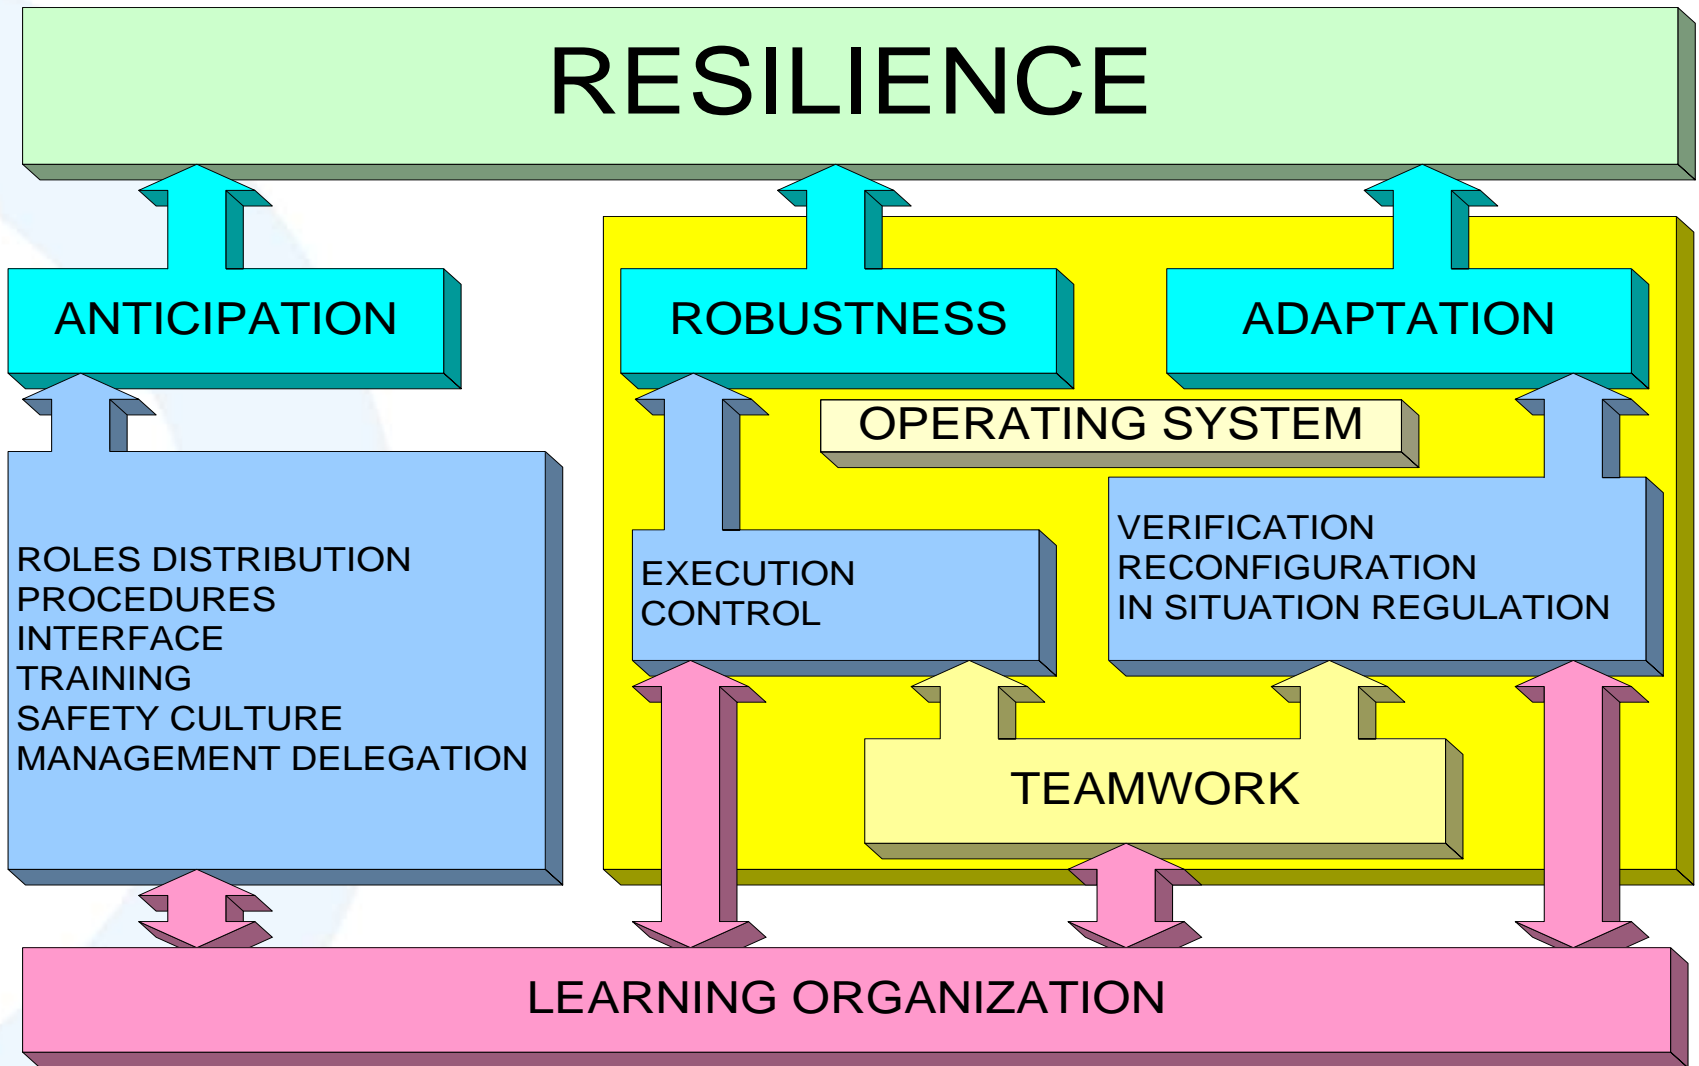 RESILIENCE
ANTICIPATION
ROBUSTNESS
ADAPTATION
OPERATING SYSTEM
ROLES DISTRIBUTION
PROCEDURES
INTERFACE
TRAINING
SAFETY CULTURE
MANAGEMENT DELEGATION
EXECUTION
CONTROL
VERIFICATION
RECONFIGURATION
IN SITUATION REGULATION
TEAMWORK
LEARNING ORGANIZATION